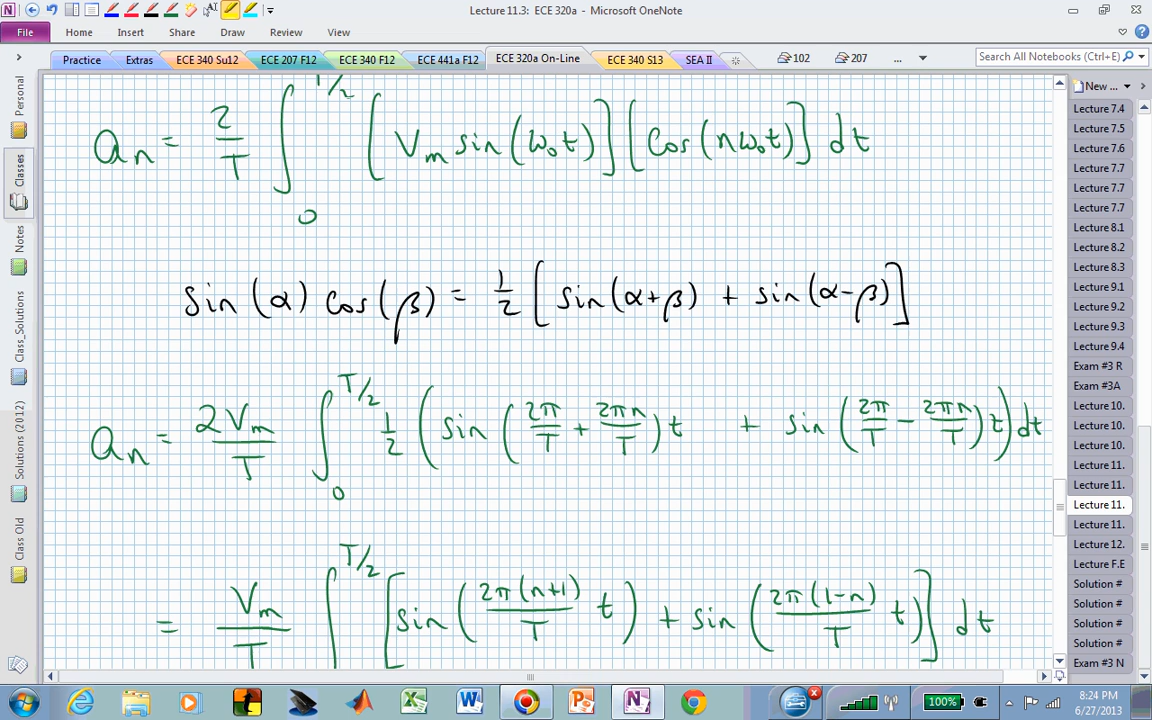 Lecture 11.3: ECE 320a - Microsoft OneNote
File Home Insert Share Draw Review View
Practice Extras ECE 340 Su12 ECE 207 F12 ECE 340 F12 ECE 441a F12 ECE 320a On-Line ECE 340 S13 SEA II 102 207 ... Search All Notebooks (Ctrl+E)
Personal
Classes
Notes
Class_Solutions
Solutions (2012)
Class Old
an = 2/T ∫0^T/2 [Vm sin(ω0t)] [Cos(nω0t)] dt
Sin(α) Cos(β) = 1/2 [sin(α+β) + sin(α-β)]
an = 2Vm/T ∫0^T/2 1/2 (sin(2π/T + 2πn/T)t + sin(2π/T - 2πn/T)t) dt
= Vm/T ∫^T/2 [sin(2π(n+1)/T t) + sin(2π(1-n)/T t)] dt
New ...
Lecture 7.4
Lecture 7.5
Lecture 7.6
Lecture 7.7
Lecture 7.7
Lecture 7.7
Lecture 8.1
Lecture 8.2
Lecture 8.3
Lecture 9.1
Lecture 9.2
Lecture 9.3
Lecture 9.4
Exam #3 R
Exam #3A
Lecture 10.
Lecture 10.
Lecture 10.
Lecture 11.
Lecture 11.
Lecture 11.
Lecture 11.
Lecture 12.
Lecture F.E
Solution #
Solution #
Solution #
Solution #
Exam #3 N
100%
8:24 PM
6/27/2013